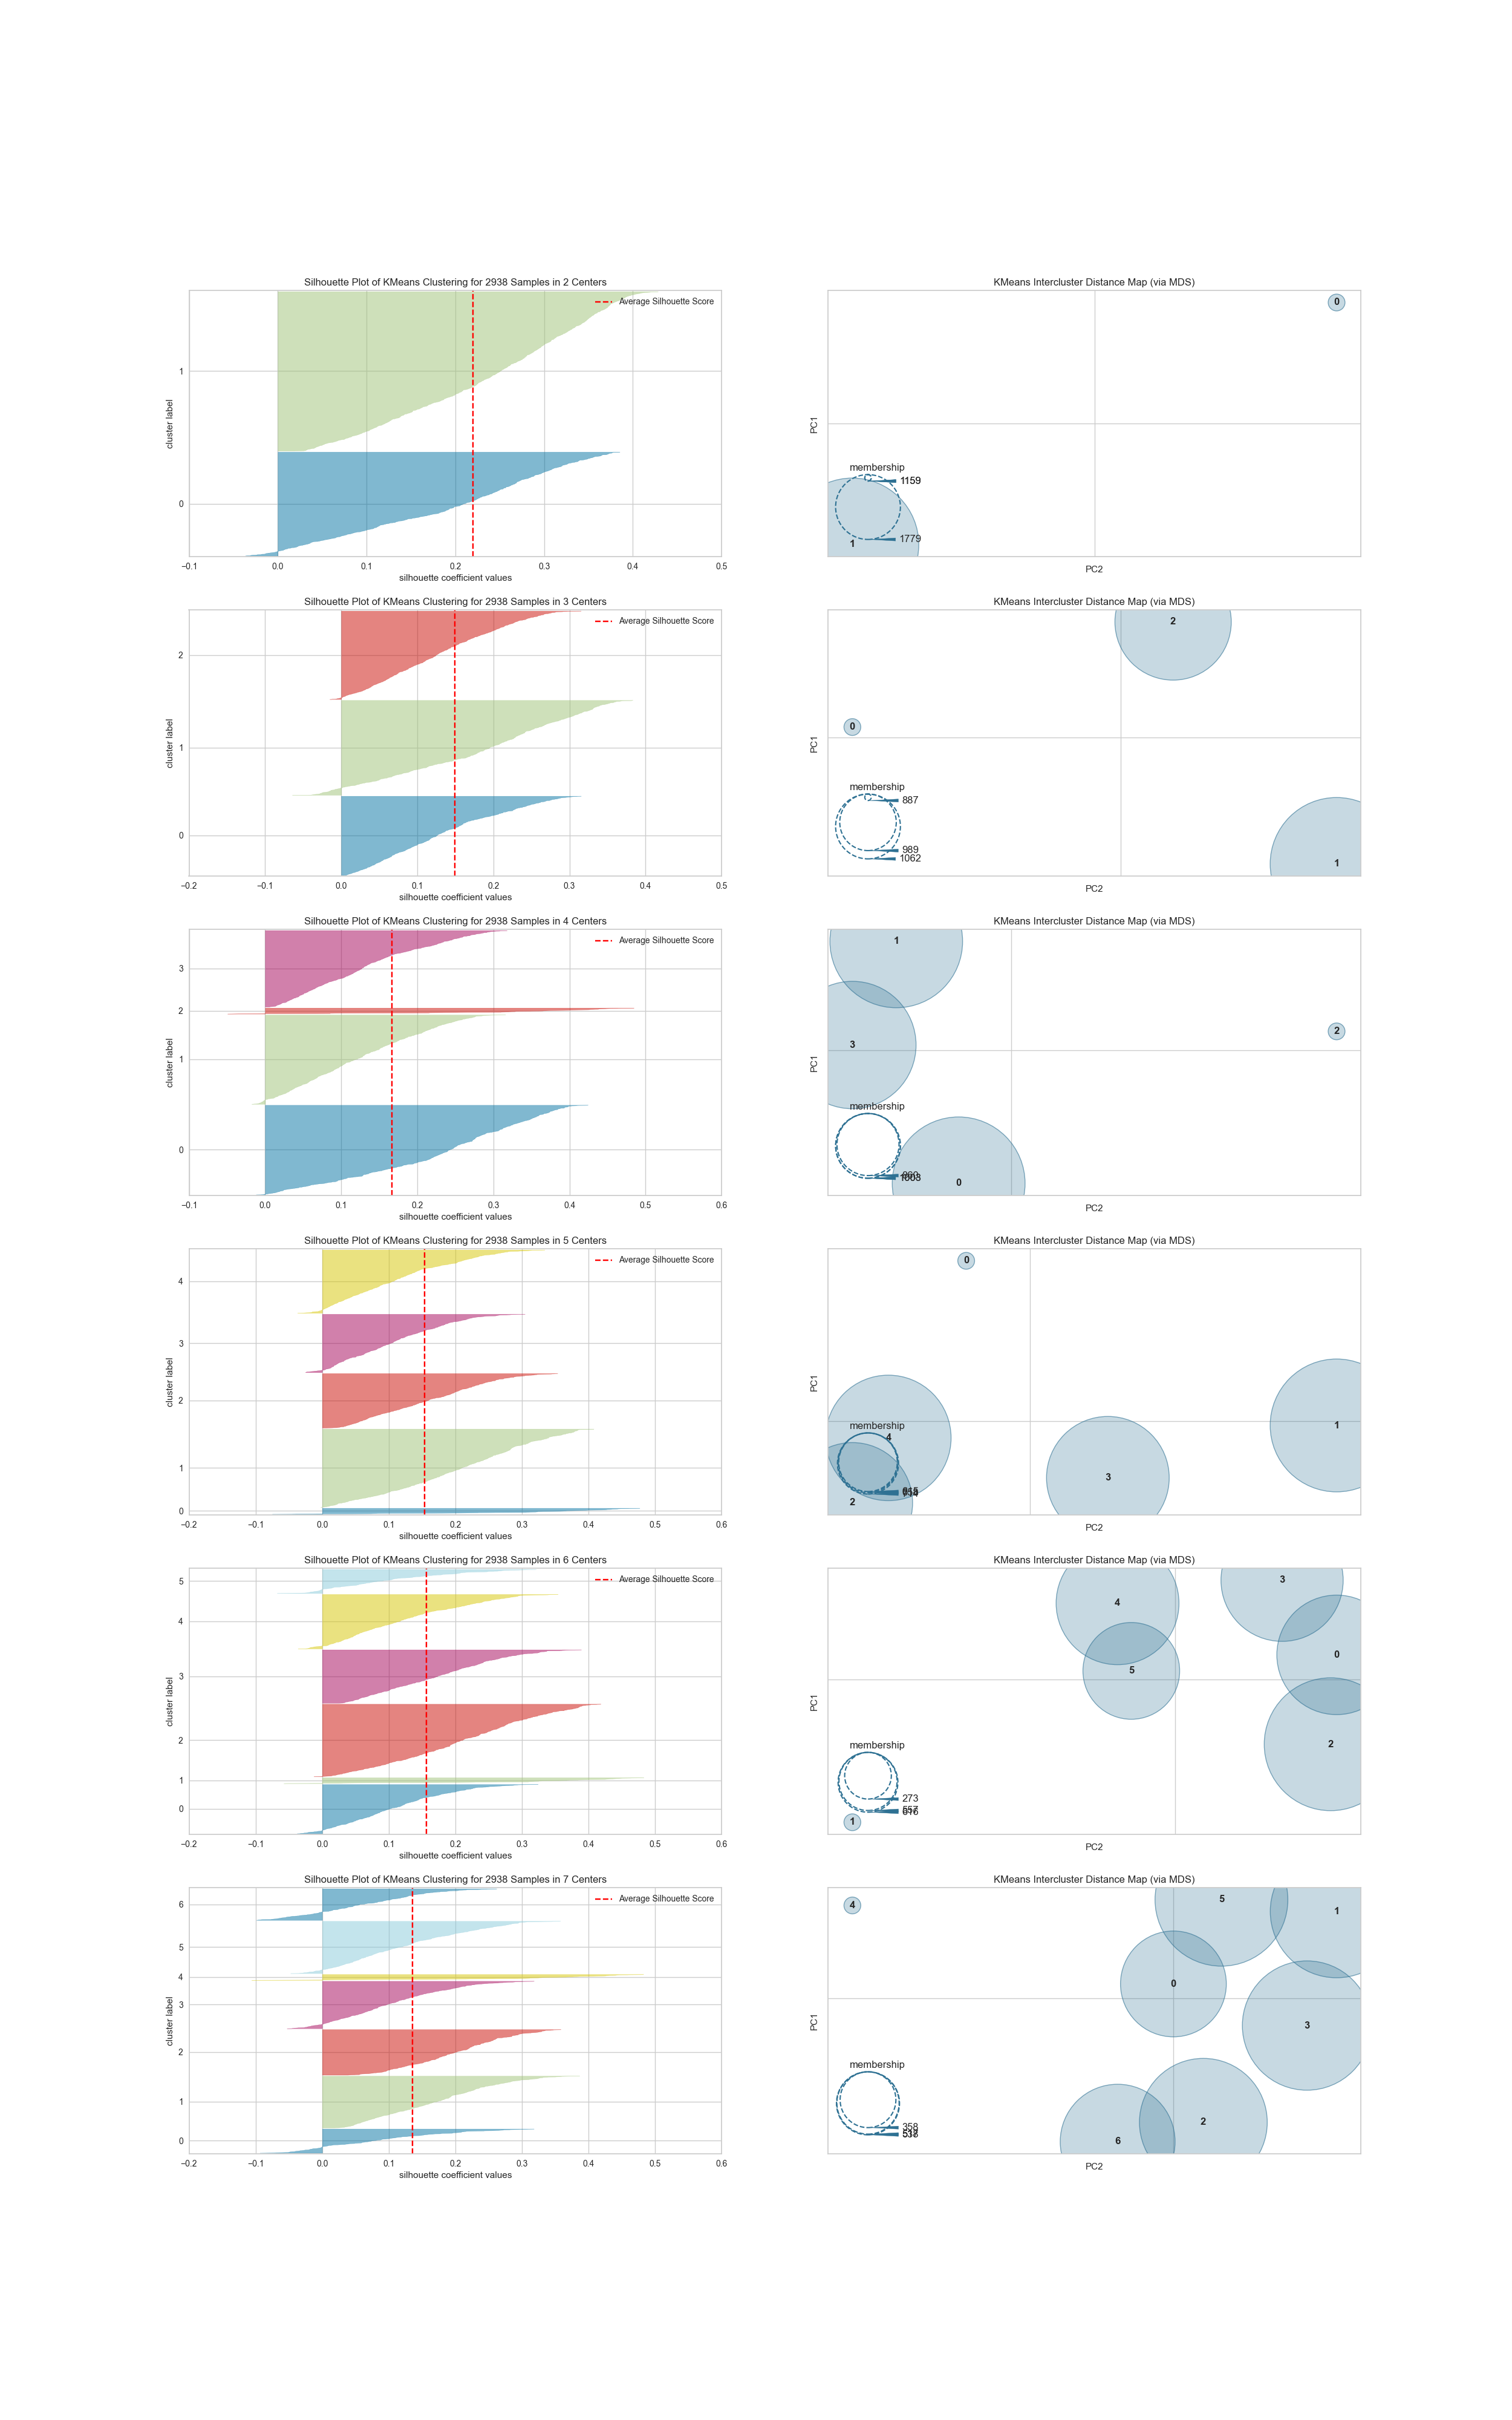 Silhouette Plot of KMeans Clustering for 2938 Samples in 2 Centers
Average Silhouette Score
cluster label
1
0
−0.1 0.0 0.1 0.2 0.3 0.4 0.5
silhouette coefficient values
KMeans Intercluster Distance Map (via MDS)
0
PC1
membership
1159
1779
1
PC2
Silhouette Plot of KMeans Clustering for 2938 Samples in 3 Centers
Average Silhouette Score
cluster label
2
1
0
−0.2 −0.1 0.0 0.1 0.2 0.3 0.4 0.5
silhouette coefficient values
KMeans Intercluster Distance Map (via MDS)
2
0
PC1
membership
887
989
1062
1
PC2
Silhouette Plot of KMeans Clustering for 2938 Samples in 4 Centers
Average Silhouette Score
cluster label
3
2
1
0
−0.1 0.0 0.1 0.2 0.3 0.4 0.5 0.6
silhouette coefficient values
KMeans Intercluster Distance Map (via MDS)
1
2
3
PC1
membership
0
PC2
Silhouette Plot of KMeans Clustering for 2938 Samples in 5 Centers
Average Silhouette Score
cluster label
4
3
2
1
0
−0.2 −0.1 0.0 0.1 0.2 0.3 0.4 0.5 0.6
silhouette coefficient values
KMeans Intercluster Distance Map (via MDS)
0
PC1
membership
1
4
3
2
PC2
Silhouette Plot of KMeans Clustering for 2938 Samples in 6 Centers
Average Silhouette Score
cluster label
5
4
3
2
1
0
−0.2 −0.1 0.0 0.1 0.2 0.3 0.4 0.5 0.6
silhouette coefficient values
KMeans Intercluster Distance Map (via MDS)
3
4
0
5
PC1
2
membership
273
1
PC2
Silhouette Plot of KMeans Clustering for 2938 Samples in 7 Centers
Average Silhouette Score
cluster label
6
5
4
3
2
1
0
−0.2 −0.1 0.0 0.1 0.2 0.3 0.4 0.5 0.6
silhouette coefficient values
KMeans Intercluster Distance Map (via MDS)
5
4
1
0
PC1
3
membership
358
2
6
PC2